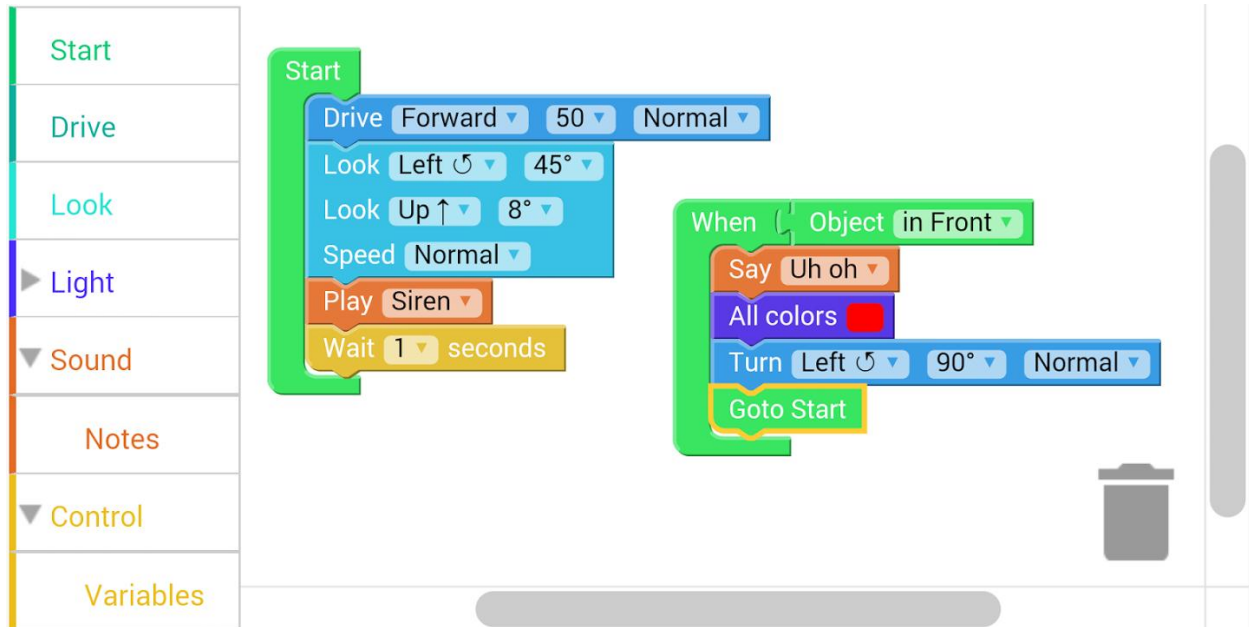 Start
Drive
Look
Light
Sound
Notes
Control
Variables
Start
Drive Forward 50 Normal
Look Left ↺ 45°
Look Up ↑ 8°
Speed Normal
Play Siren
Wait 1 seconds
When Object in Front
Say Uh oh
All colors
Turn Left ↺ 90° Normal
Goto Start